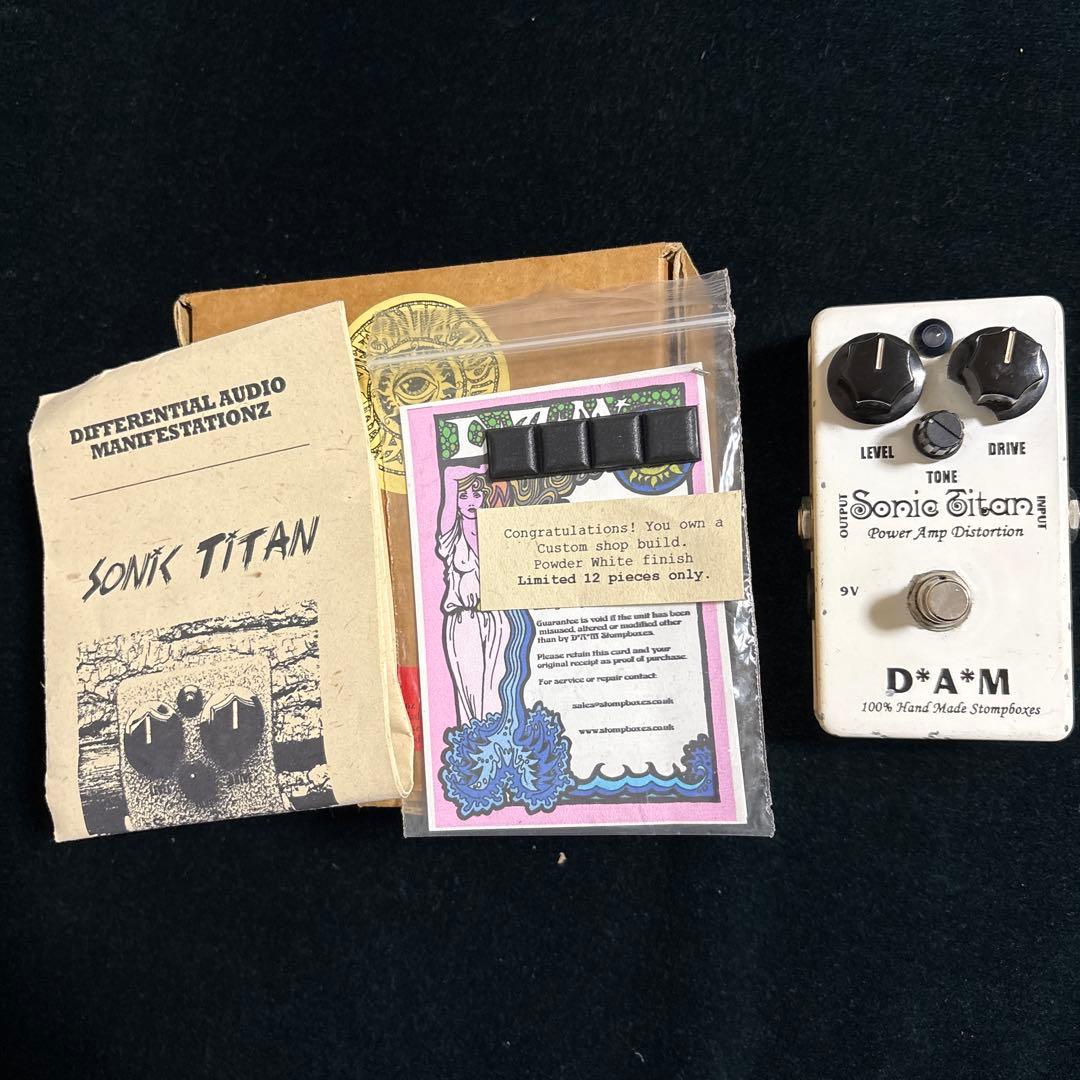 DIFFERENTIAL AUDIO
MANIFESTATIONZ
SONIC TITAN
Congratulations! You own a
Custom shop build.
Powder White finish
Limited 12 pieces only.
Guarantee is void if the unit has been
misused, altered or modified other
than by D*A*M Stompboxes.
Please retain this card and your
original receipt as proof of purchase.
For service or repair contact:
sales@stompboxes.co.uk
www.stompboxes.co.uk
LEVEL
DRIVE
TONE
OUTPUT
Sonic Titan
INPUT
Power Amp Distortion
9V
D*A*M
100% Hand Made Stompboxes